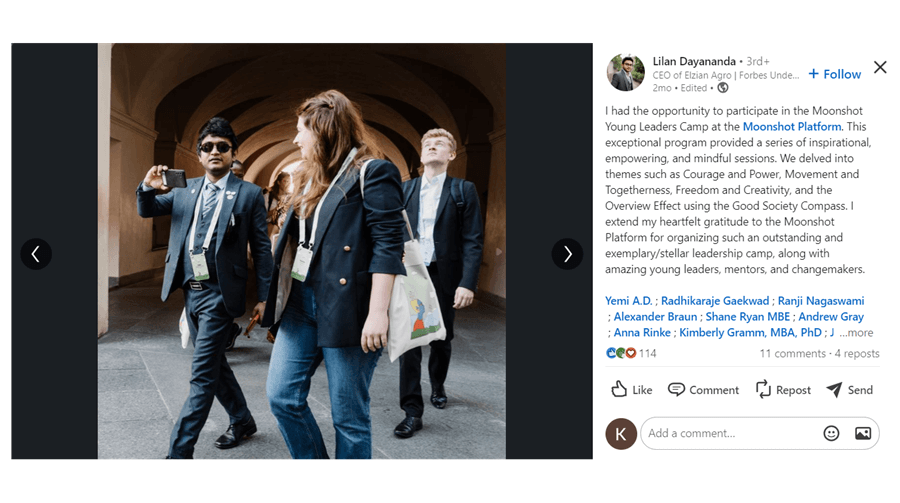 Lilan Dayananda • 3rd+
CEO of Elzian Agro | Forbes Unde...
+ Follow
2mo • Edited •
I had the opportunity to participate in the Moonshot
Young Leaders Camp at the Moonshot Platform. This
exceptional program provided a series of inspirational,
empowering, and mindful sessions. We delved into
themes such as Courage and Power, Movement and
Togetherness, Freedom and Creativity, and the
Overview Effect using the Good Society Compass. I
extend my heartfelt gratitude to the Moonshot
Platform for organizing such an outstanding and
exemplary/stellar leadership camp, along with
amazing young leaders, mentors, and changemakers.
Yemi A.D. ; Radhikaraje Gaekwad ; Ranji Nagaswami
; Alexander Braun ; Shane Ryan MBE ; Andrew Gray
; Anna Rinke ; Kimberly Gramm, MBA, PhD ; J ...more
114
11 comments · 4 reposts
Like
Comment
Repost
Send
K
Add a comment...